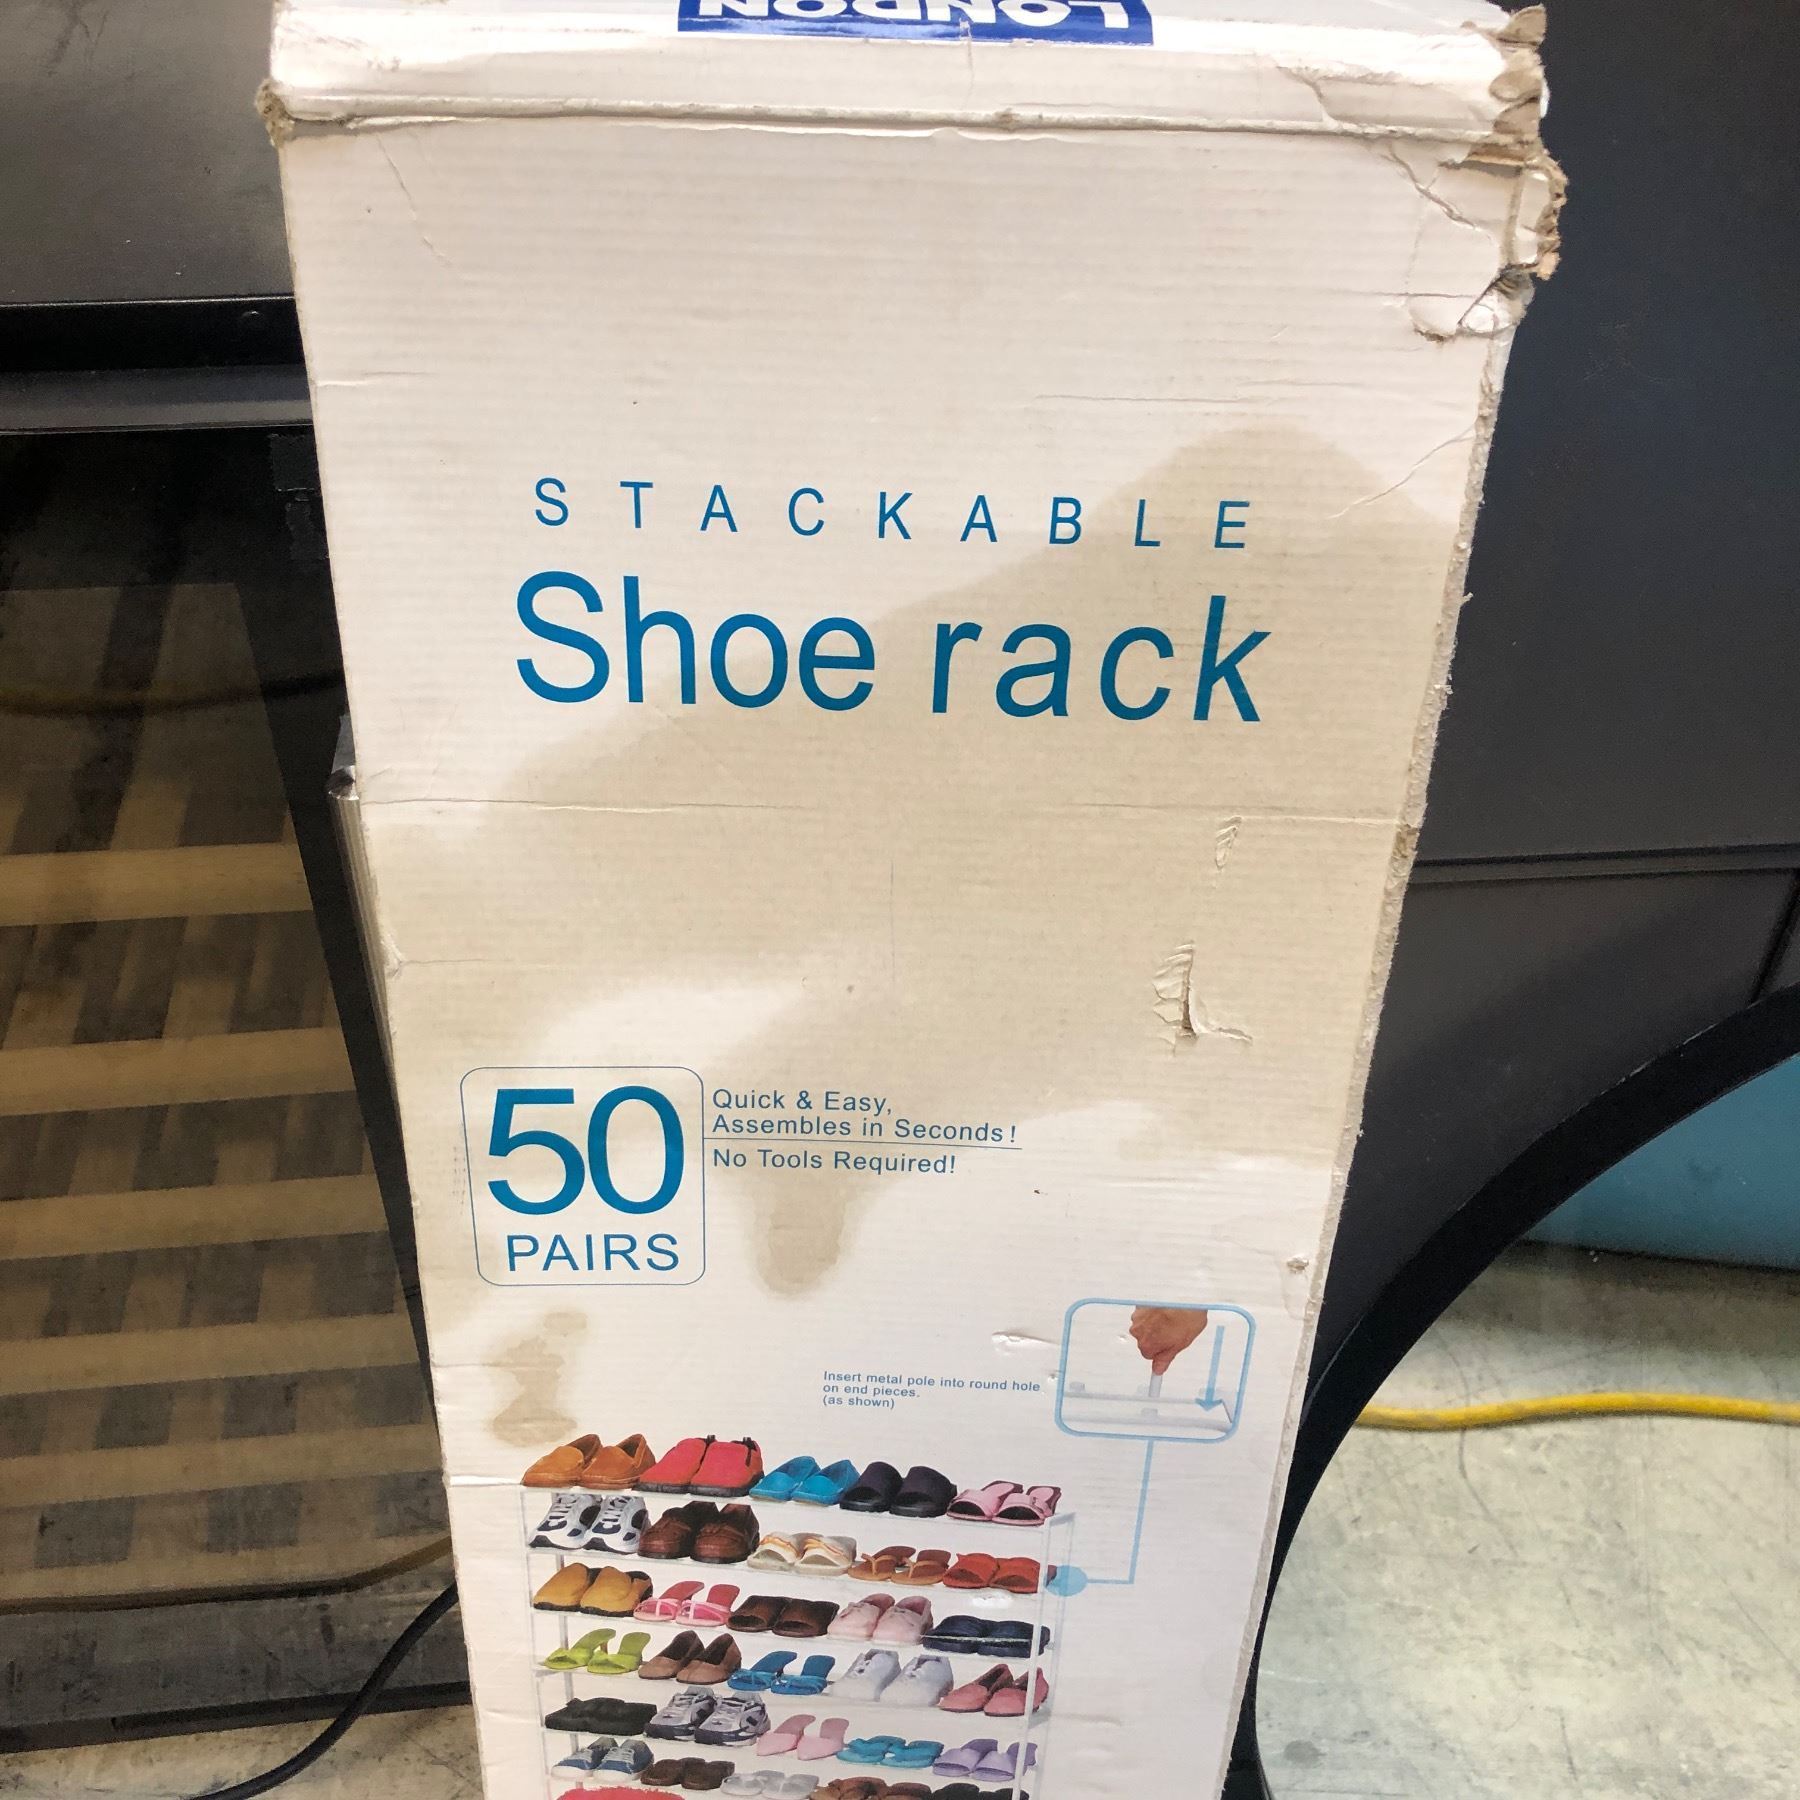 LONDON
STACKABLE
Shoe rack
50
PAIRS
Quick & Easy,
Assembles in Seconds!
No Tools Required!
Insert metal pole into round hole
on end pieces.
(as shown)